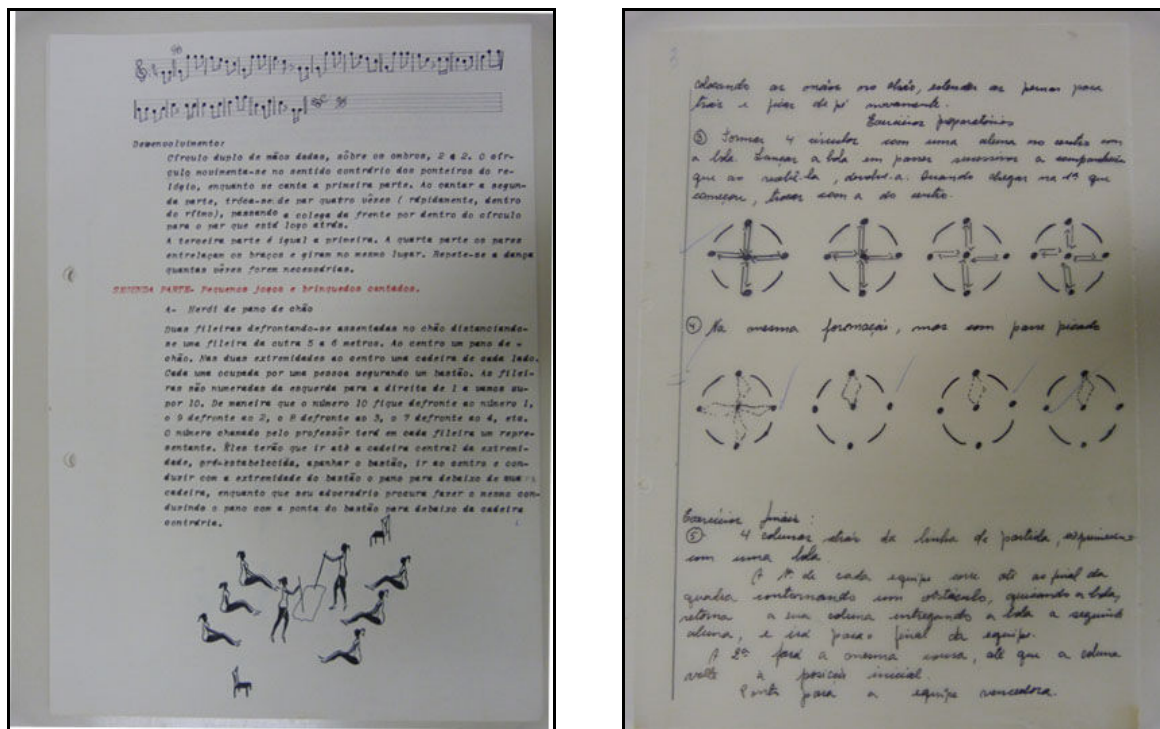 Desenvolvimento:
Círculo duplo de mãos dadas, sôbre os ombros, 2 a 2. O cír-
culo movimenta-se no sentido contrário dos ponteiros do re-
lógio, enquanto se canta a primeira parte. Ao cantar a segun-
da parte, tróca-se de par quatro vêses ( rápidamente, dentro
do rítmo), passando a colega da frente por dentro do círculo
para o par que está logo atrás.
A terceira parte é igual a primeira. A quarta parte os pares
entrelaçam os braços e giram no mesmo lugar. Repete-se a dança
quantas vêses forem necessárias.
SEGUNDA PARTE- Pequenos jogos e brinquedos cantados.
A- Herdi de pano de chão
Duas fileiras defrontando-se assentadas no chão distanciando-
se uma fileira da outra 5 a 6 metros. Ao centro um pano de -
chão. Nas duas extremidades ao centro uma cadeira de cada lado.
Cada uma ocupada por uma pessoa segurando um bastão. As filei-
ras são numeradas da esquerda para a direita de 1 a vamos su-
por 10. De maneira que o número 10 fique defronte ao número 1,
o 9 defronte ao 2, o 8 defronte ao 3, o 7 defronte ao 4, etc.
O número chamado pelo professôr terá em cada fileira um repre-
sentante. Êles terão que ir até a cadeira central da extremi-
dade, pré-estabelecida, apanhar o bastão, ir ao centro e con-
duzir com a extremidade do bastão o pano para debaixo de sua
cadeira, enquanto que seu adversário procura fazer o mesmo con-
duzindo o pano com a ponta do bastão para debaixo da cadeira
contrária.
3
colocando as mãos no chão, estender as pernas para
trás e ficar de pé novamente.
Exercícios preparatórios
③ Formar 4 círculos com uma aluna no centro com
a bola. Lançar a bola em passes sucessivos a companheira
que ao recebê-la, devolve-a. Quando chegar na 1ª que
começou, trocar com a do centro.
④ Na mesma formação, mas com passe picado
Exercícios finais:
⑤ 4 colunas atrás da linha de partida,
com uma bola.
A 1ª de cada equipe corre até ao final da
quadra contornando um obstáculo, quicando a bola,
retorna a sua coluna entregando a bola a segunda
aluna, e irá para o final da equipe.
A 2ª fará a mesma coisa, até que a coluna
volte a posição inicial.
Ponto para a equipe vencedora.